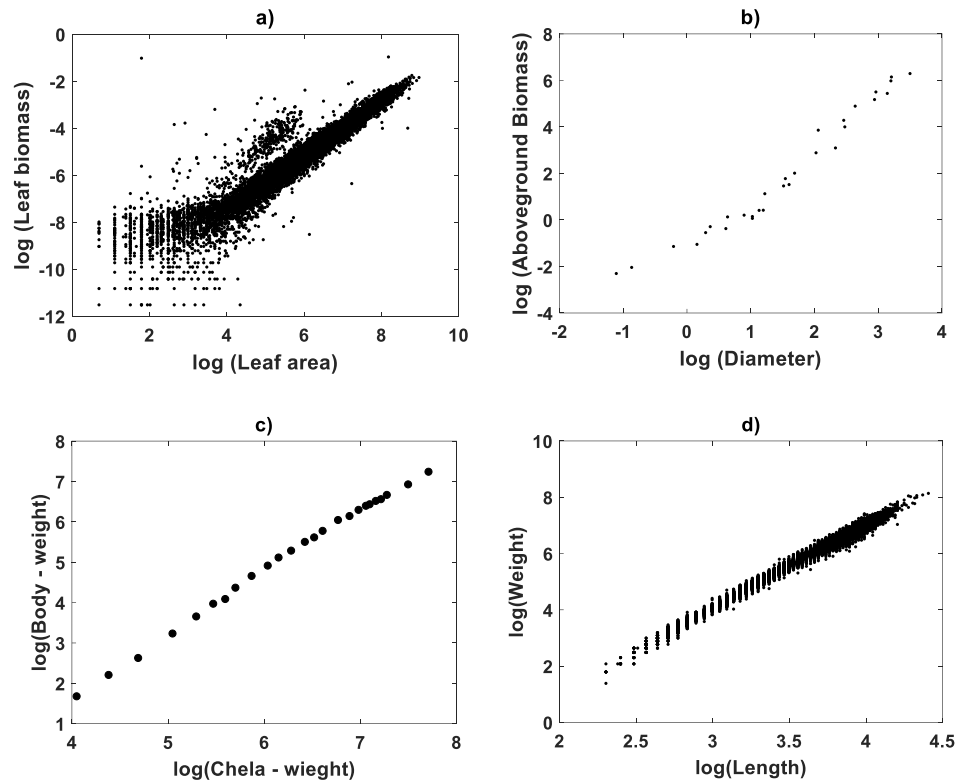 a)
0
-2
-4
-6
-8
-10
-12
0 2 4 6 8 10
log (Leaf biomass)
log (Leaf area)
b)
8
6
4
2
0
-2
-4
-2 -1 0 1 2 3 4
log (Aboveground Biomass)
log (Diameter)
c)
8
7
6
5
4
3
2
1
4 5 6 7 8
log(Body - weight)
log(Chela - wieght)
d)
10
8
6
4
2
0
2 2.5 3 3.5 4 4.5
log(Weight)
log(Length)